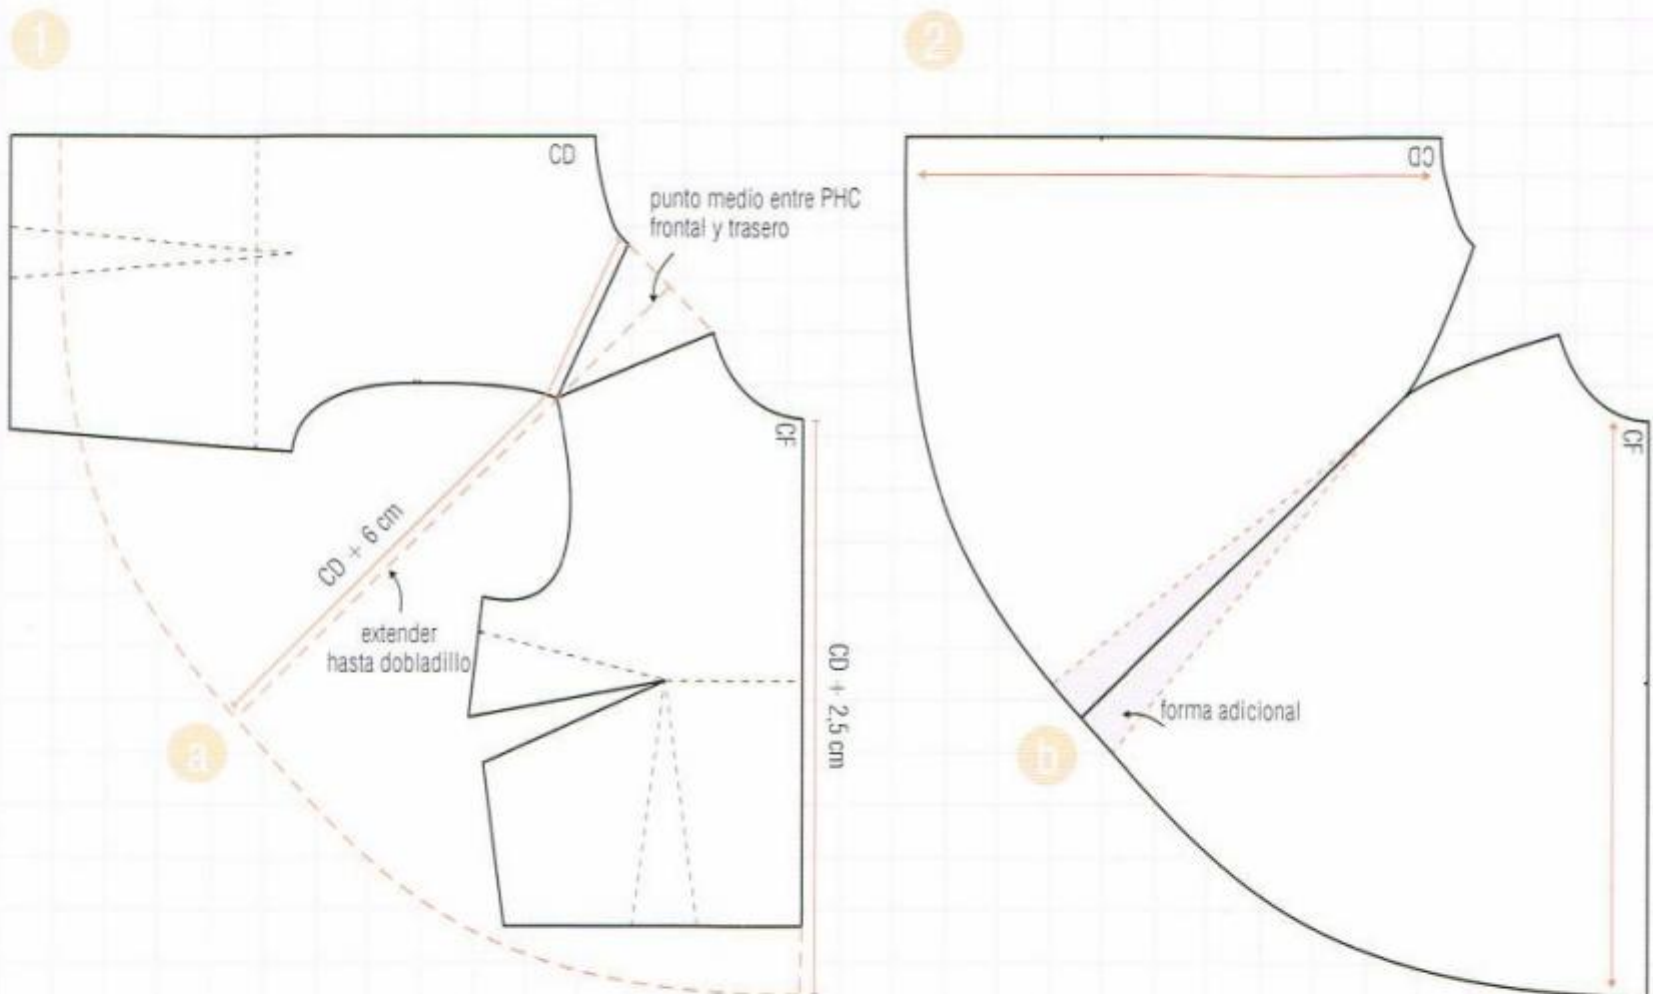 1
2
CD
CD
punto medio entre PHC
frontal y trasero
CF
CF
CD + 6 cm
extender
hasta dobladillo
CD + 2,5 cm
forma adicional
a
b